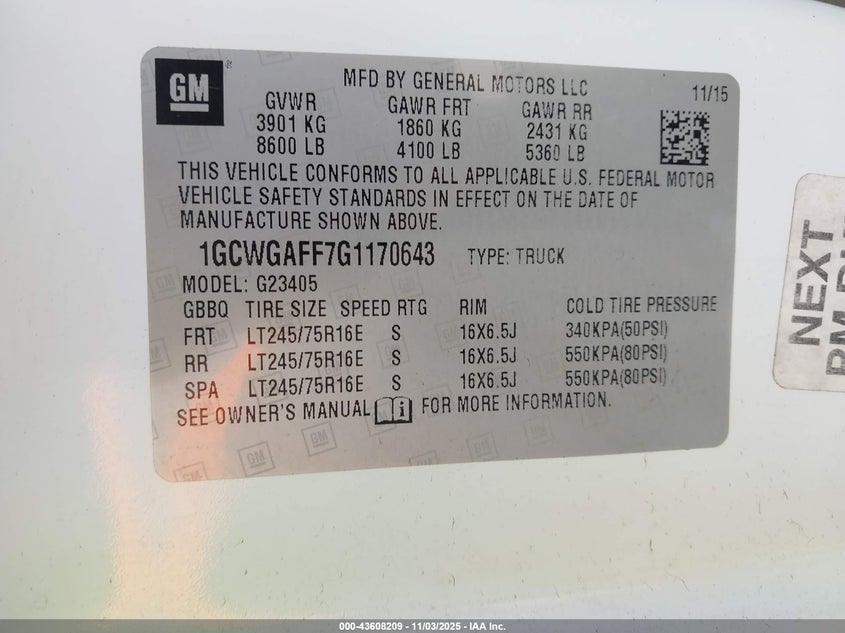 GM
®
MFD BY GENERAL MOTORS LLC
11/15
GVWR GAWR FRT GAWR RR
3901 KG 1860 KG 2431 KG
8600 LB 4100 LB 5360 LB
THIS VEHICLE CONFORMS TO ALL APPLICABLE U.S. FEDERAL MOTOR
VEHICLE SAFETY STANDARDS IN EFFECT ON THE DATE OF
MANUFACTURE SHOWN ABOVE.
1GCWGAFF7G1170643 TYPE: TRUCK
MODEL: G23405
GBBQ TIRE SIZE SPEED RTG RIM COLD TIRE PRESSURE
FRT LT245/75R16E S 16X6.5J 340KPA(50PSI)
RR LT245/75R16E S 16X6.5J 550KPA(80PSI)
SPA LT245/75R16E S 16X6.5J 550KPA(80PSI)
SEE OWNER'S MANUAL FOR MORE INFORMATION.
GM
GM
GM
NEXT
000-43608209 | 11/03/2025 - IAA Inc.